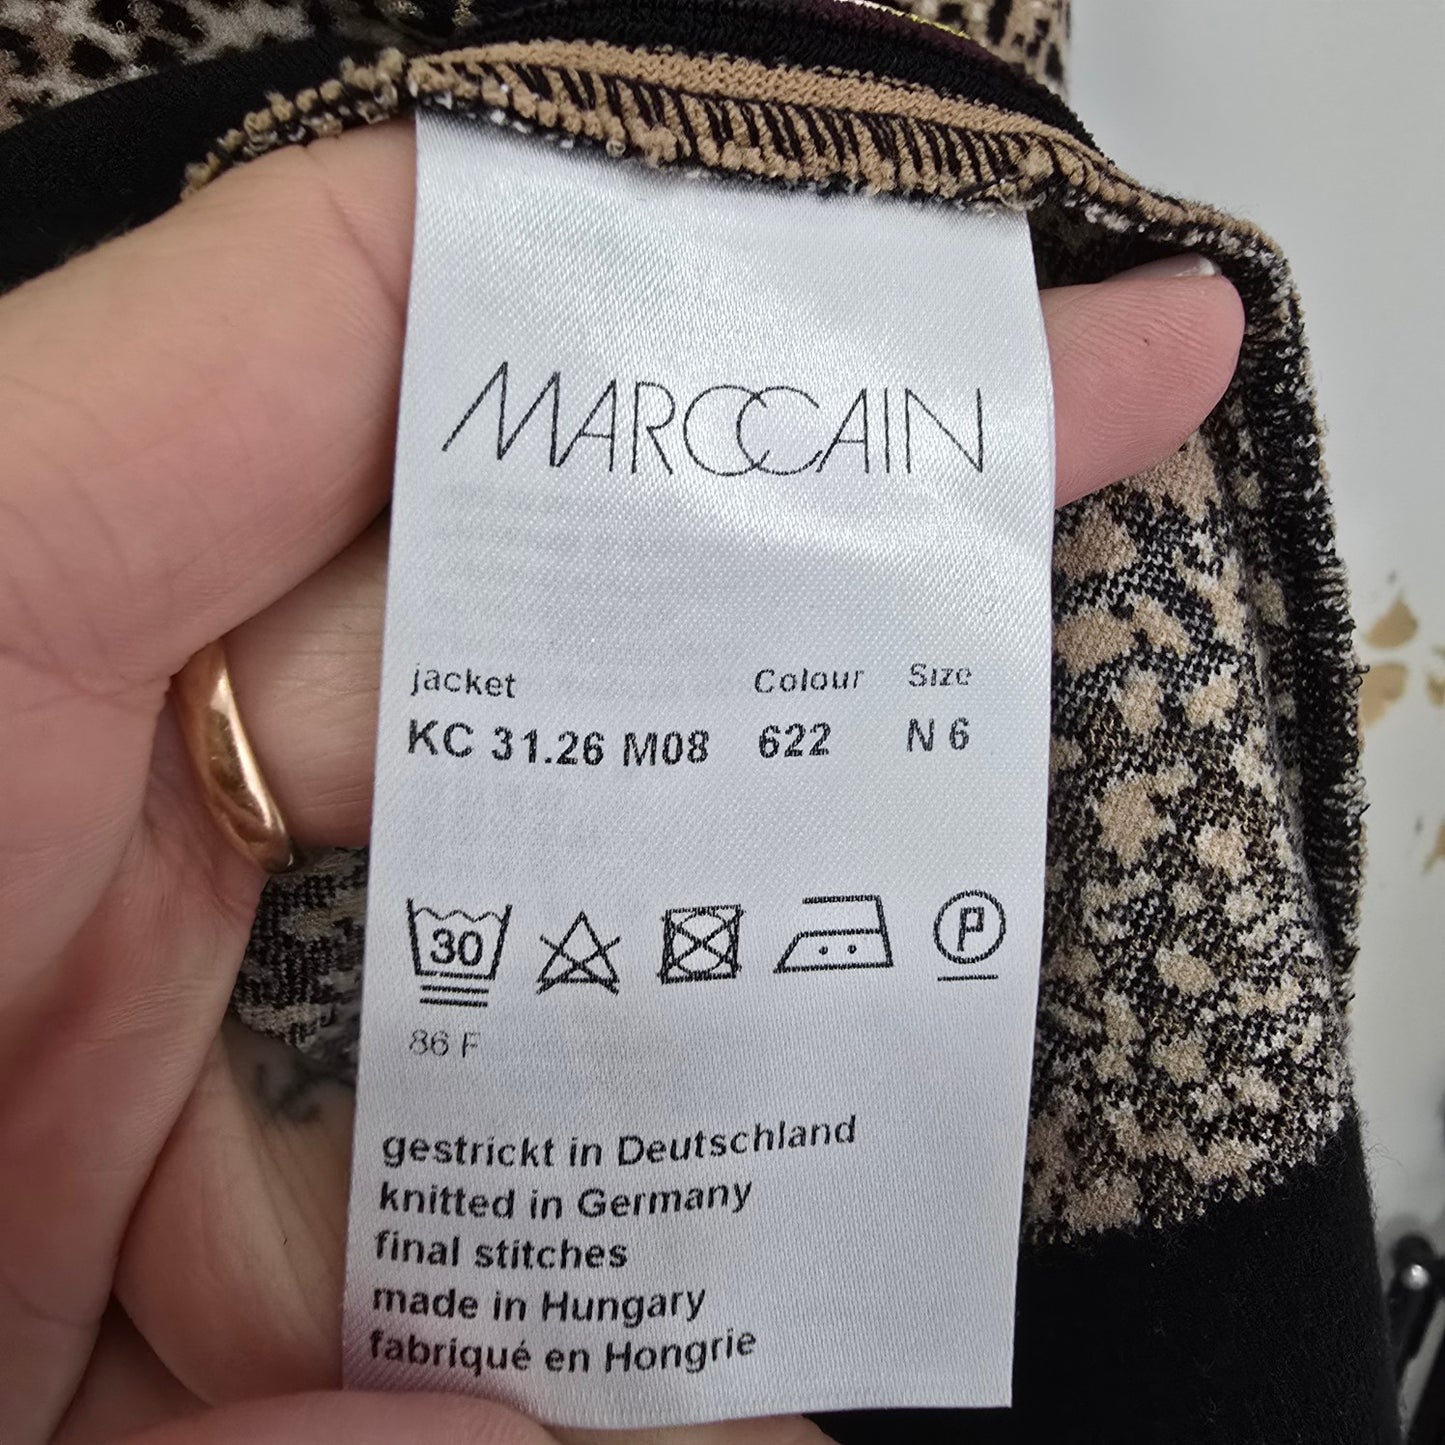 MARCCAIN
jacket Colour Size
KC 31.26 M08 622 N 6
30 P
86 F
gestrickt in Deutschland
knitted in Germany
final stitches
made in Hungary
fabriqué en Hongrie